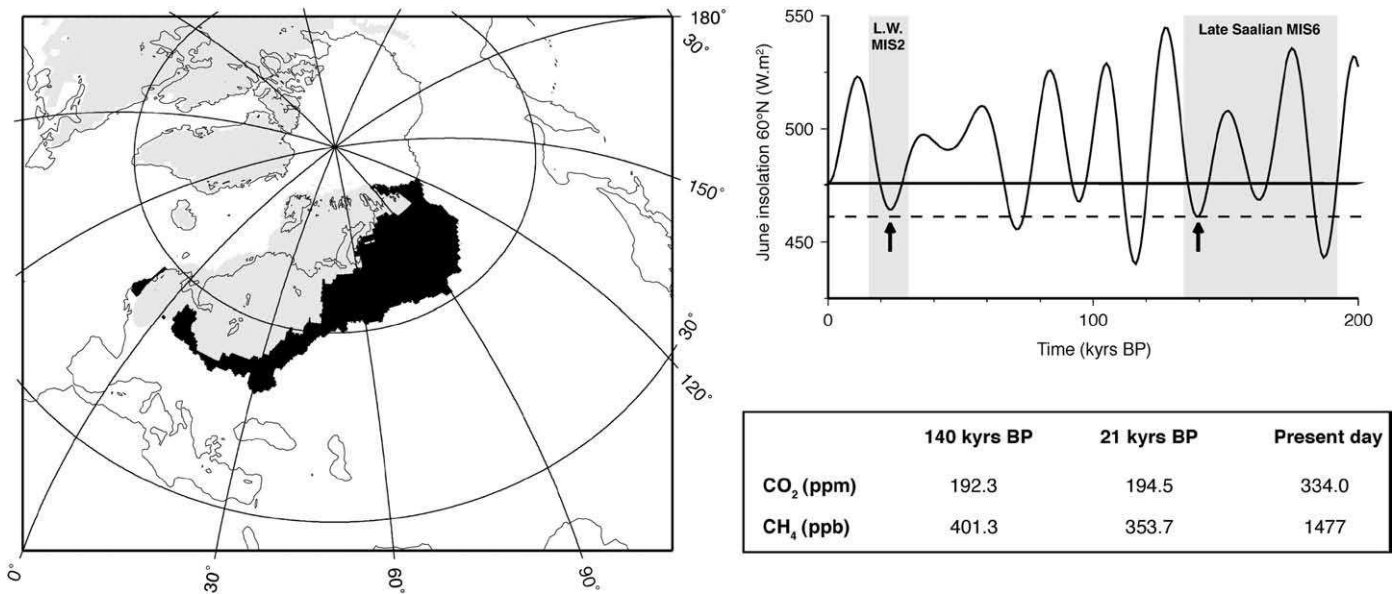 180°
30°
150°
30°
120°
0°
30°
60°
90°
550
500
450
June insolation 60°N (W.m²)
L.W.
MIS2
Late Saalian MIS6
0
100
200
Time (kyrs BP)
140 kyrs BP 21 kyrs BP Present day
CO₂ (ppm) 192.3 194.5 334.0
CH₄ (ppb) 401.3 353.7 1477